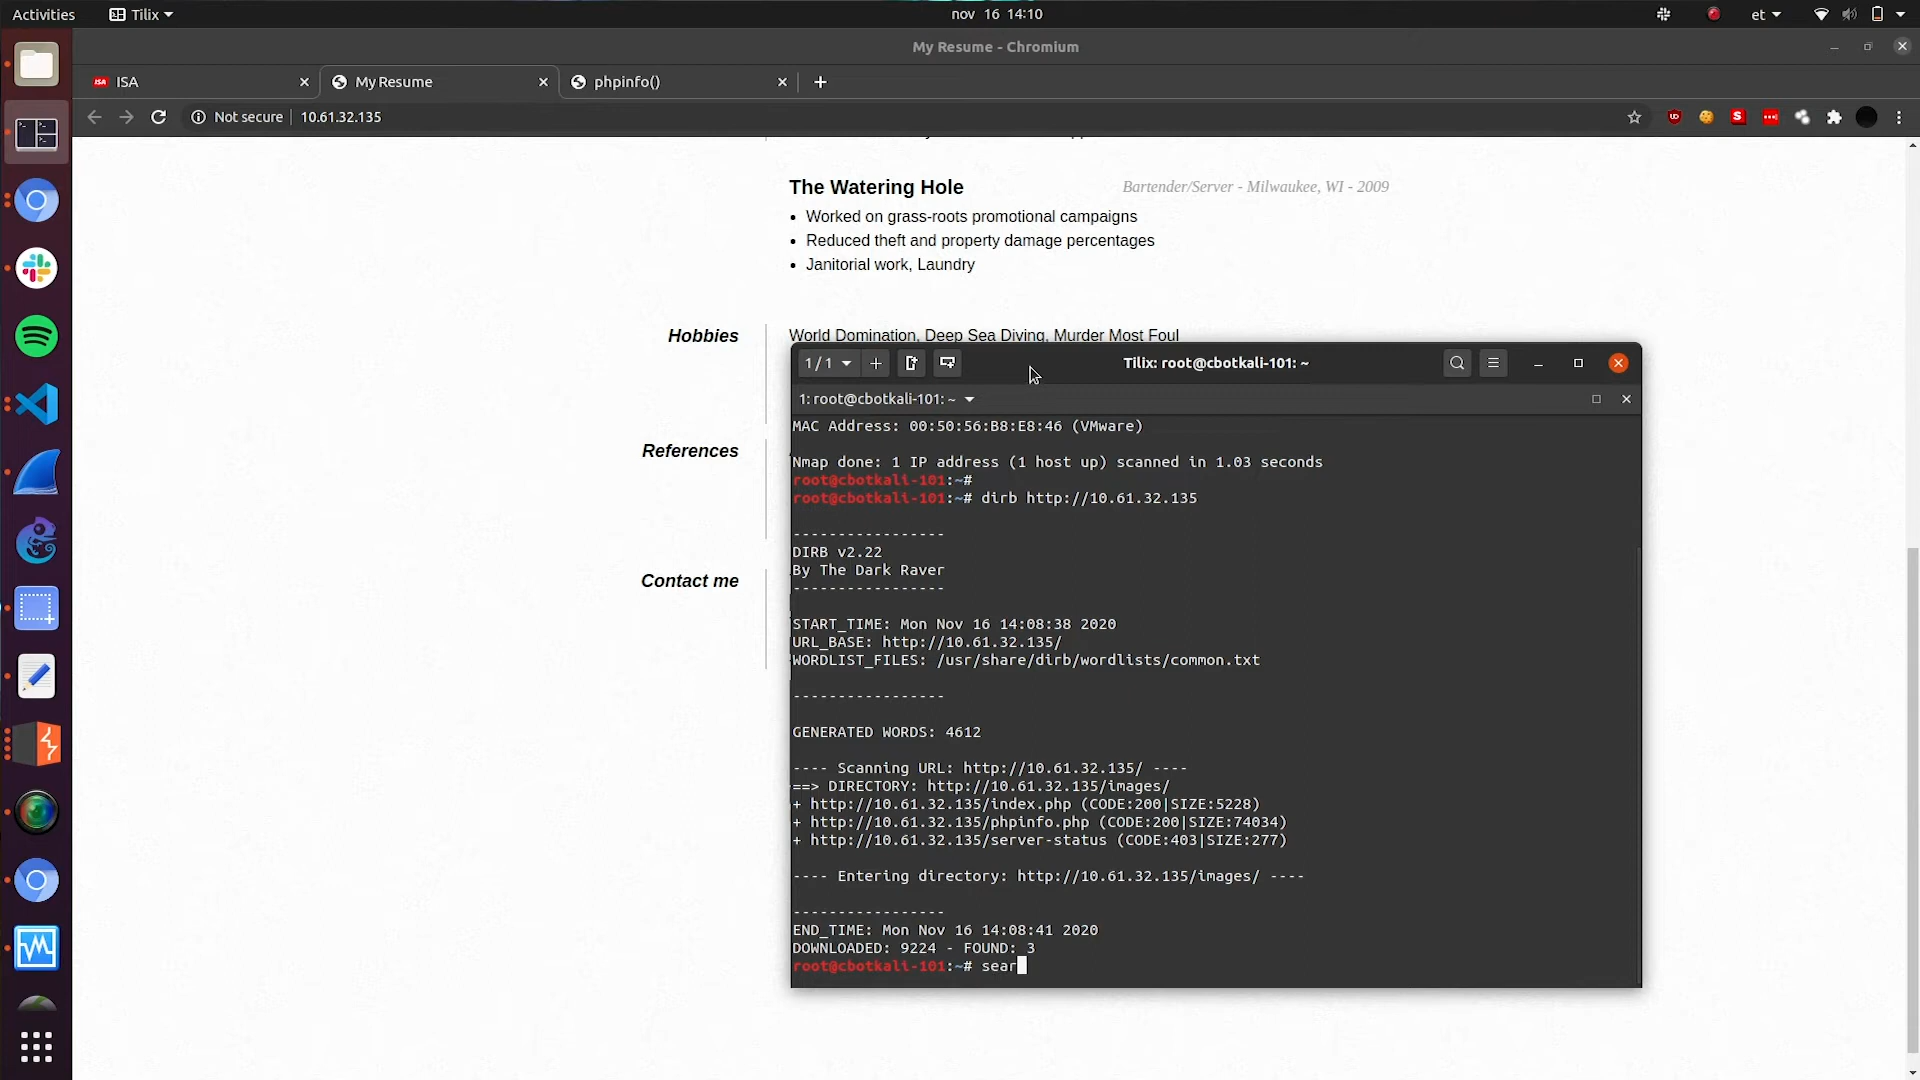 Activities
Tilix
nov 16 14:10
et
My Resume - Chromium
ISA
ISA
My Resume
phpinfo()
Not secure
10.61.32.135
The Watering Hole
Bartender/Server - Milwaukee, WI - 2009
Worked on grass-roots promotional campaigns
Reduced theft and property damage percentages
Janitorial work, Laundry
Hobbies
World Domination, Deep Sea Diving, Murder Most Foul
References
Contact me
1 / 1
Tilix: root@cbotkali-101: ~
1: root@cbotkali-101: ~
MAC Address: 00:50:56:B8:E8:46 (VMware)
Nmap done: 1 IP address (1 host up) scanned in 1.03 seconds
root@cbotkali-101:~#
root@cbotkali-101:~# dirb http://10.61.32.135
-----------------
DIRB v2.22
By The Dark Raver
-----------------
START_TIME: Mon Nov 16 14:08:38 2020
URL_BASE: http://10.61.32.135/
WORDLIST_FILES: /usr/share/dirb/wordlists/common.txt
-----------------
GENERATED WORDS: 4612
---- Scanning URL: http://10.61.32.135/ ----
==> DIRECTORY: http://10.61.32.135/images/
+ http://10.61.32.135/index.php (CODE:200|SIZE:5228)
+ http://10.61.32.135/phpinfo.php (CODE:200|SIZE:74034)
+ http://10.61.32.135/server-status (CODE:403|SIZE:277)
---- Entering directory: http://10.61.32.135/images/ ----
-----------------
END_TIME: Mon Nov 16 14:08:41 2020
DOWNLOADED: 9224 - FOUND: 3
root@cbotkali-101:~# sear